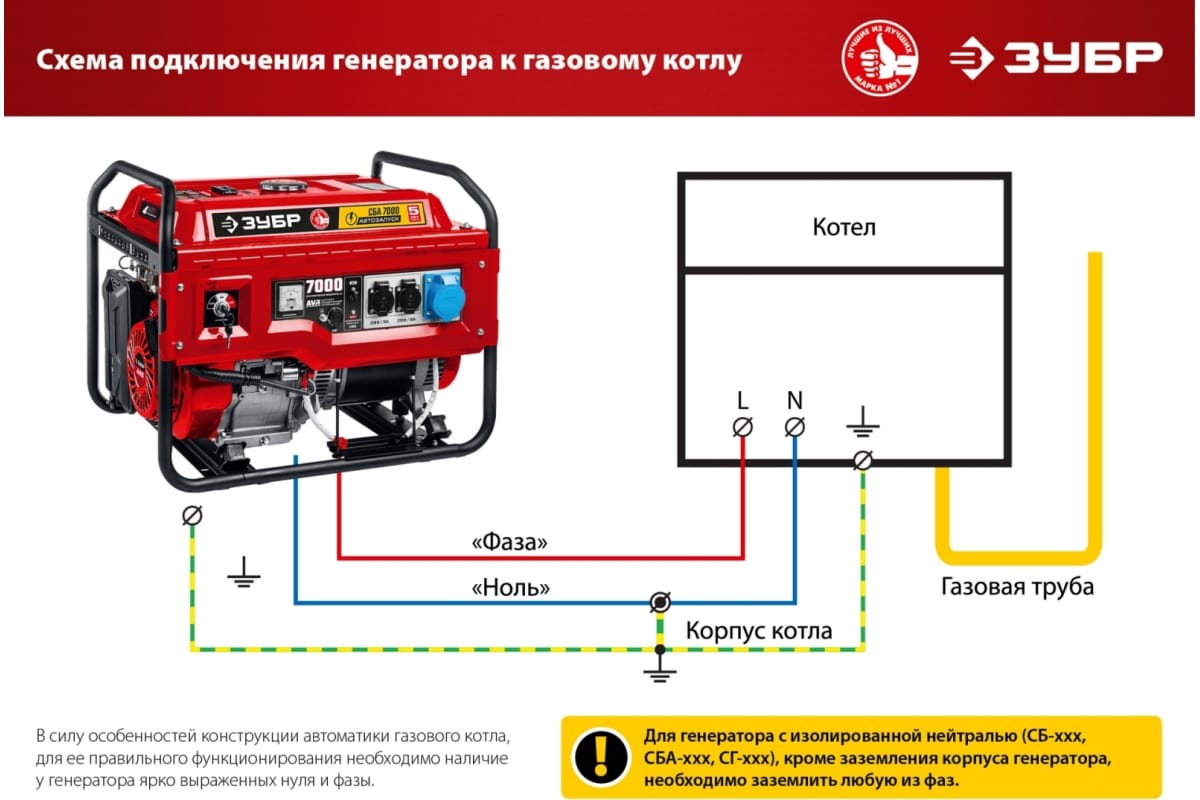 Схема подключения генератора к газовому котлу
ЛУЧШИЕ ИЗ ЛУЧШИХ
МАРКА №1
ЗУБР
ЗУБР
СБА 7000
АВТОЗАПУСК
5
7000
AVR
Котел
L
N
«Фаза»
«Ноль»
Газовая труба
Корпус котла
В силу особенностей конструкции автоматики газового котла,
для ее правильного функционирования необходимо наличие
у генератора ярко выраженных нуля и фазы.
!
Для генератора с изолированной нейтралью (СБ-xxx,
СБА-xxx, СГ-xxx), кроме заземления корпуса генератора,
необходимо заземлить любую из фаз.